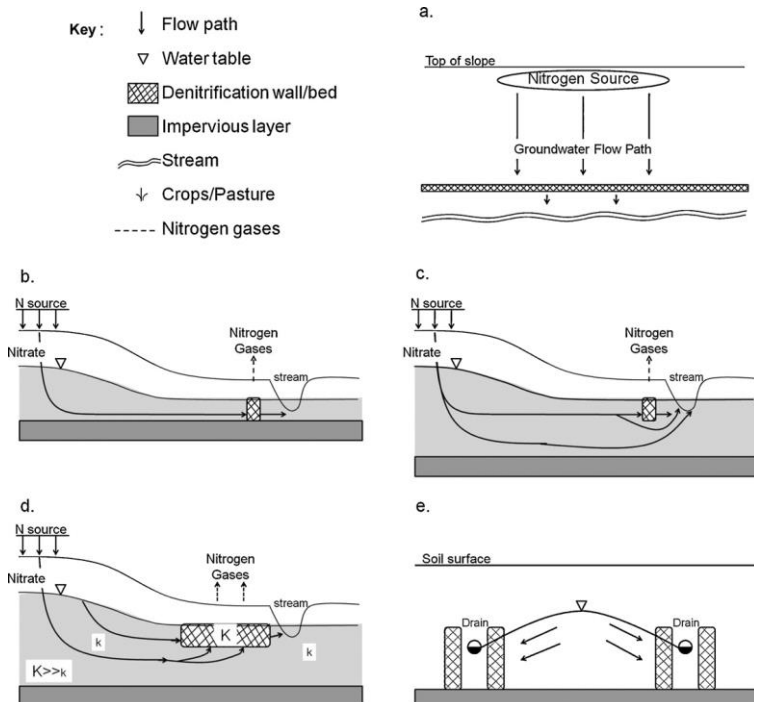 Key :
Flow path
Water table
Denitrification wall/bed
Impervious layer
Stream
Crops/Pasture
Nitrogen gases
a.
Top of slope
Nitrogen Source
Groundwater Flow Path
b.
N source
Nitrate
Nitrogen
Gases
stream
c.
N source
Nitrate
Nitrogen
Gases
stream
d.
N source
Nitrate
Nitrogen
Gases
stream
k
K
k
K>>k
e.
Soil surface
Drain
Drain